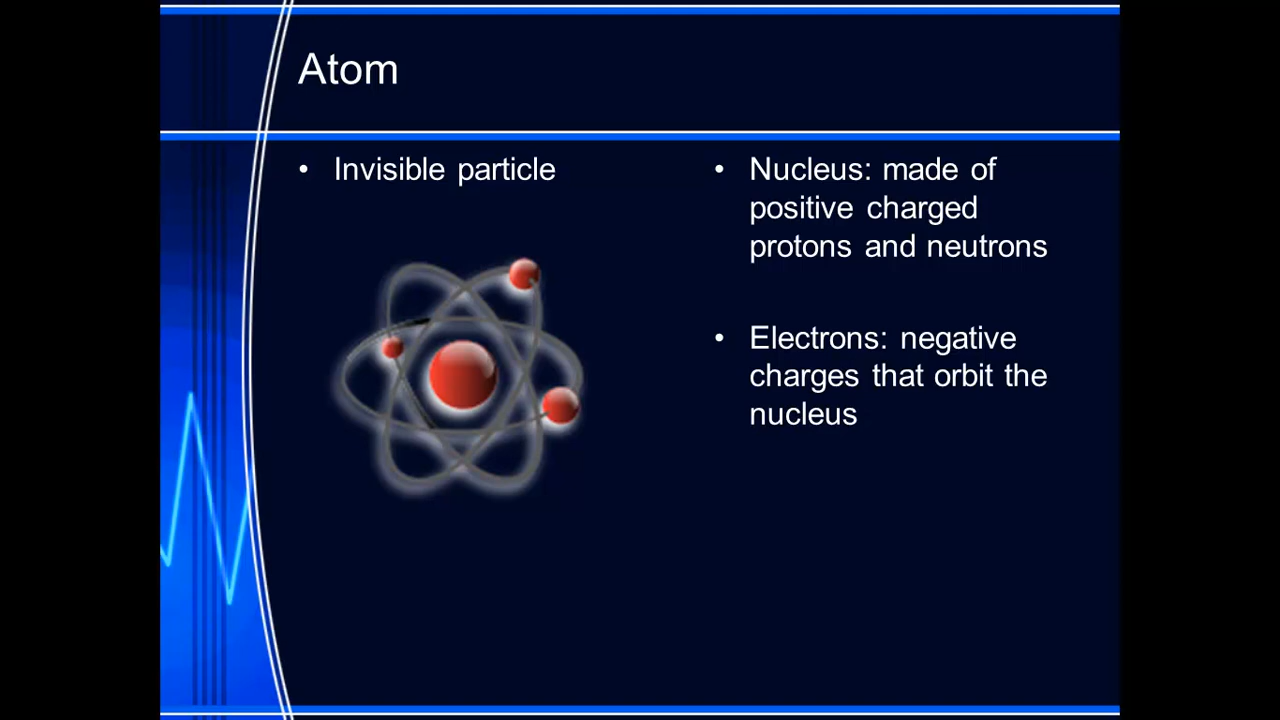 Atom
• Invisible particle
• Nucleus: made of
positive charged
protons and neutrons
• Electrons: negative
charges that orbit the
nucleus